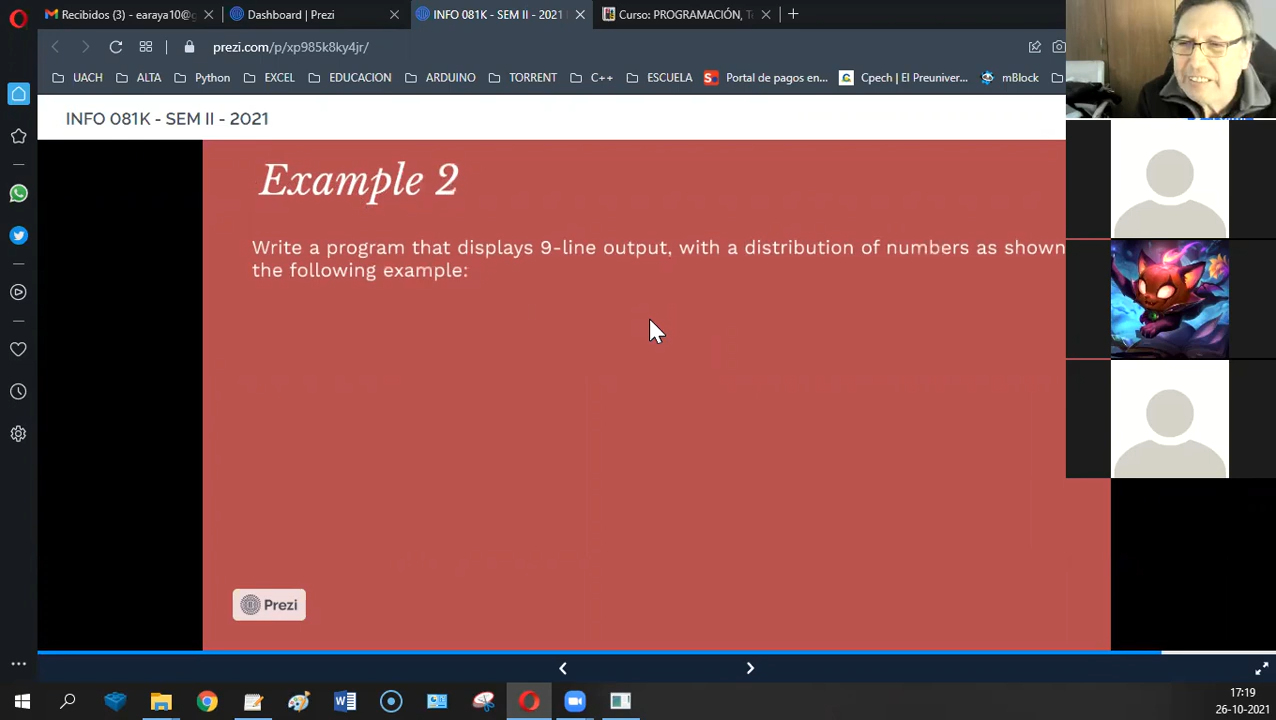 Recibidos (3) - earaya10@g
Dashboard | Prezi
INFO 081K - SEM II - 2021
Curso: PROGRAMACIÓN, T
prezi.com/p/xp985k8ky4jr/
UACH
ALTA
Python
EXCEL
EDUCACION
ARDUINO
TORRENT
C++
ESCUELA
Portal de pagos en...
Cpech | El Preuniver...
mBlock
INFO 081K - SEM II - 2021
Example 2
Write a program that displays 9-line output, with a distribution of numbers as shown
the following example:
Prezi
17:19
26-10-2021